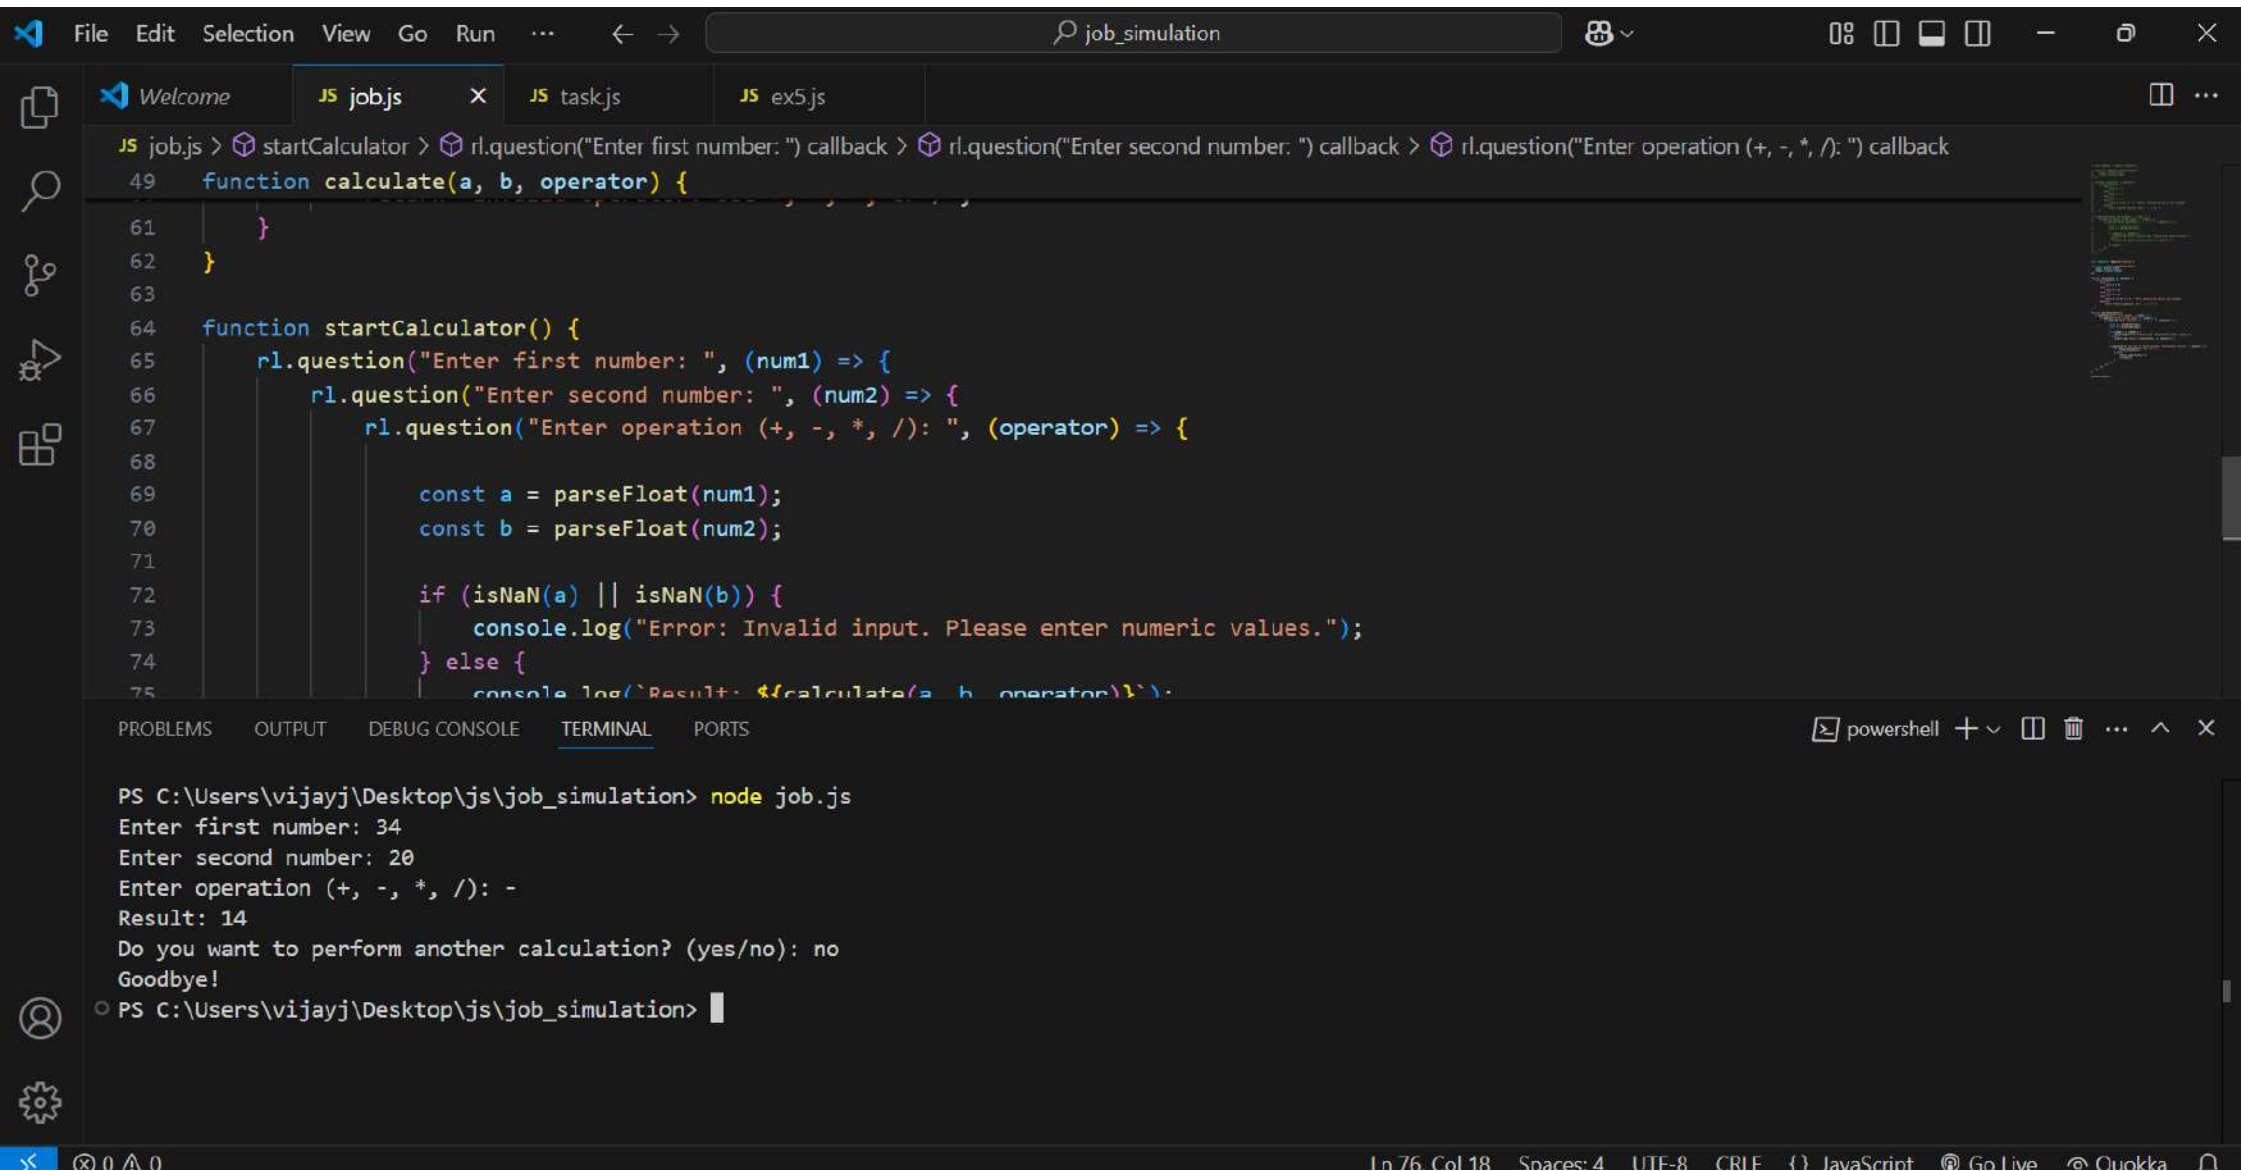 File Edit Selection View Go Run ··· ← → job_simulation
Welcome JS job.js × JS task.js JS ex5.js ···
JS job.js > startCalculator > rl.question("Enter first number: ") callback > rl.question("Enter second number: ") callback > rl.question("Enter operation (+, -, *, /): ") callback
49 function calculate(a, b, operator) {
61 }
62 }
63
64 function startCalculator() {
65 rl.question("Enter first number: ", (num1) => {
66 rl.question("Enter second number: ", (num2) => {
67 rl.question("Enter operation (+, -, *, /): ", (operator) => {
68
69 const a = parseFloat(num1);
70 const b = parseFloat(num2);
71
72 if (isNaN(a) || isNaN(b)) {
73 console.log("Error: Invalid input. Please enter numeric values.");
74 } else {
75 console.log(`Result: ${calculate(a, b, operator)}`);
PROBLEMS OUTPUT DEBUG CONSOLE TERMINAL PORTS powershell
PS C:\Users\vijayj\Desktop\js\job_simulation> node job.js
Enter first number: 34
Enter second number: 20
Enter operation (+, -, *, /): -
Result: 14
Do you want to perform another calculation? (yes/no): no
Goodbye!
PS C:\Users\vijayj\Desktop\js\job_simulation>
0 0 Ln 76, Col 18 Spaces: 4 UTF-8 CRLF {} JavaScript Go Live Quokka